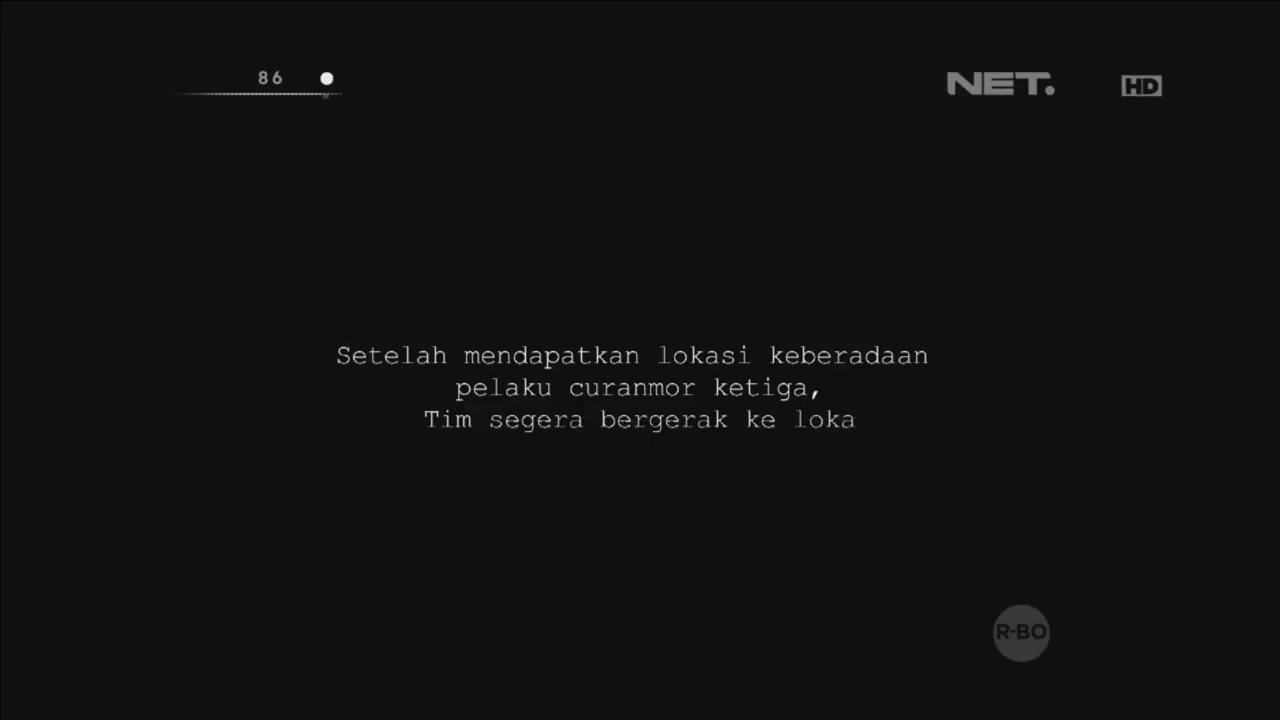 86
NET.
HD
Setelah mendapatkan lokasi keberadaan
pelaku curanmor ketiga,
Tim segera bergerak ke loka
R-BO